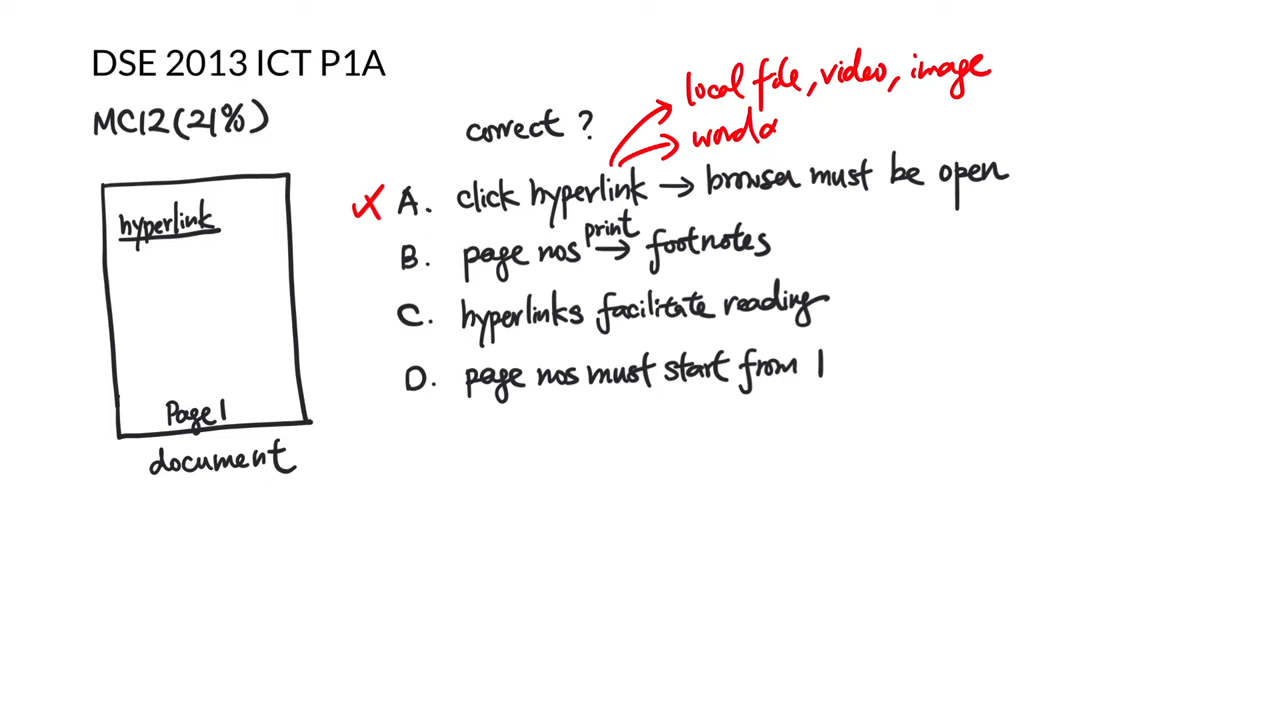 DSE 2013 ICT P1A
MC12(21%)
correct ?
local file, video, image
word
A. click hyperlink → browser must be open
B. page nos print → footnotes
C. hyperlinks facilitate reading
D. page nos must start from 1
hyperlink
Page 1
document